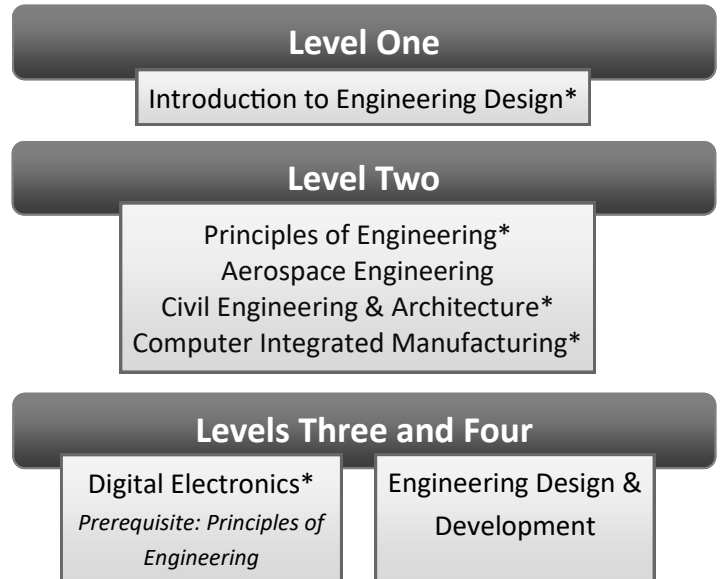 Level One
Introduction to Engineering Design*
Level Two
Principles of Engineering*
Aerospace Engineering
Civil Engineering & Architecture*
Computer Integrated Manufacturing*
Levels Three and Four
Digital Electronics*
Prerequisite: Principles of
Engineering
Engineering Design &
Development